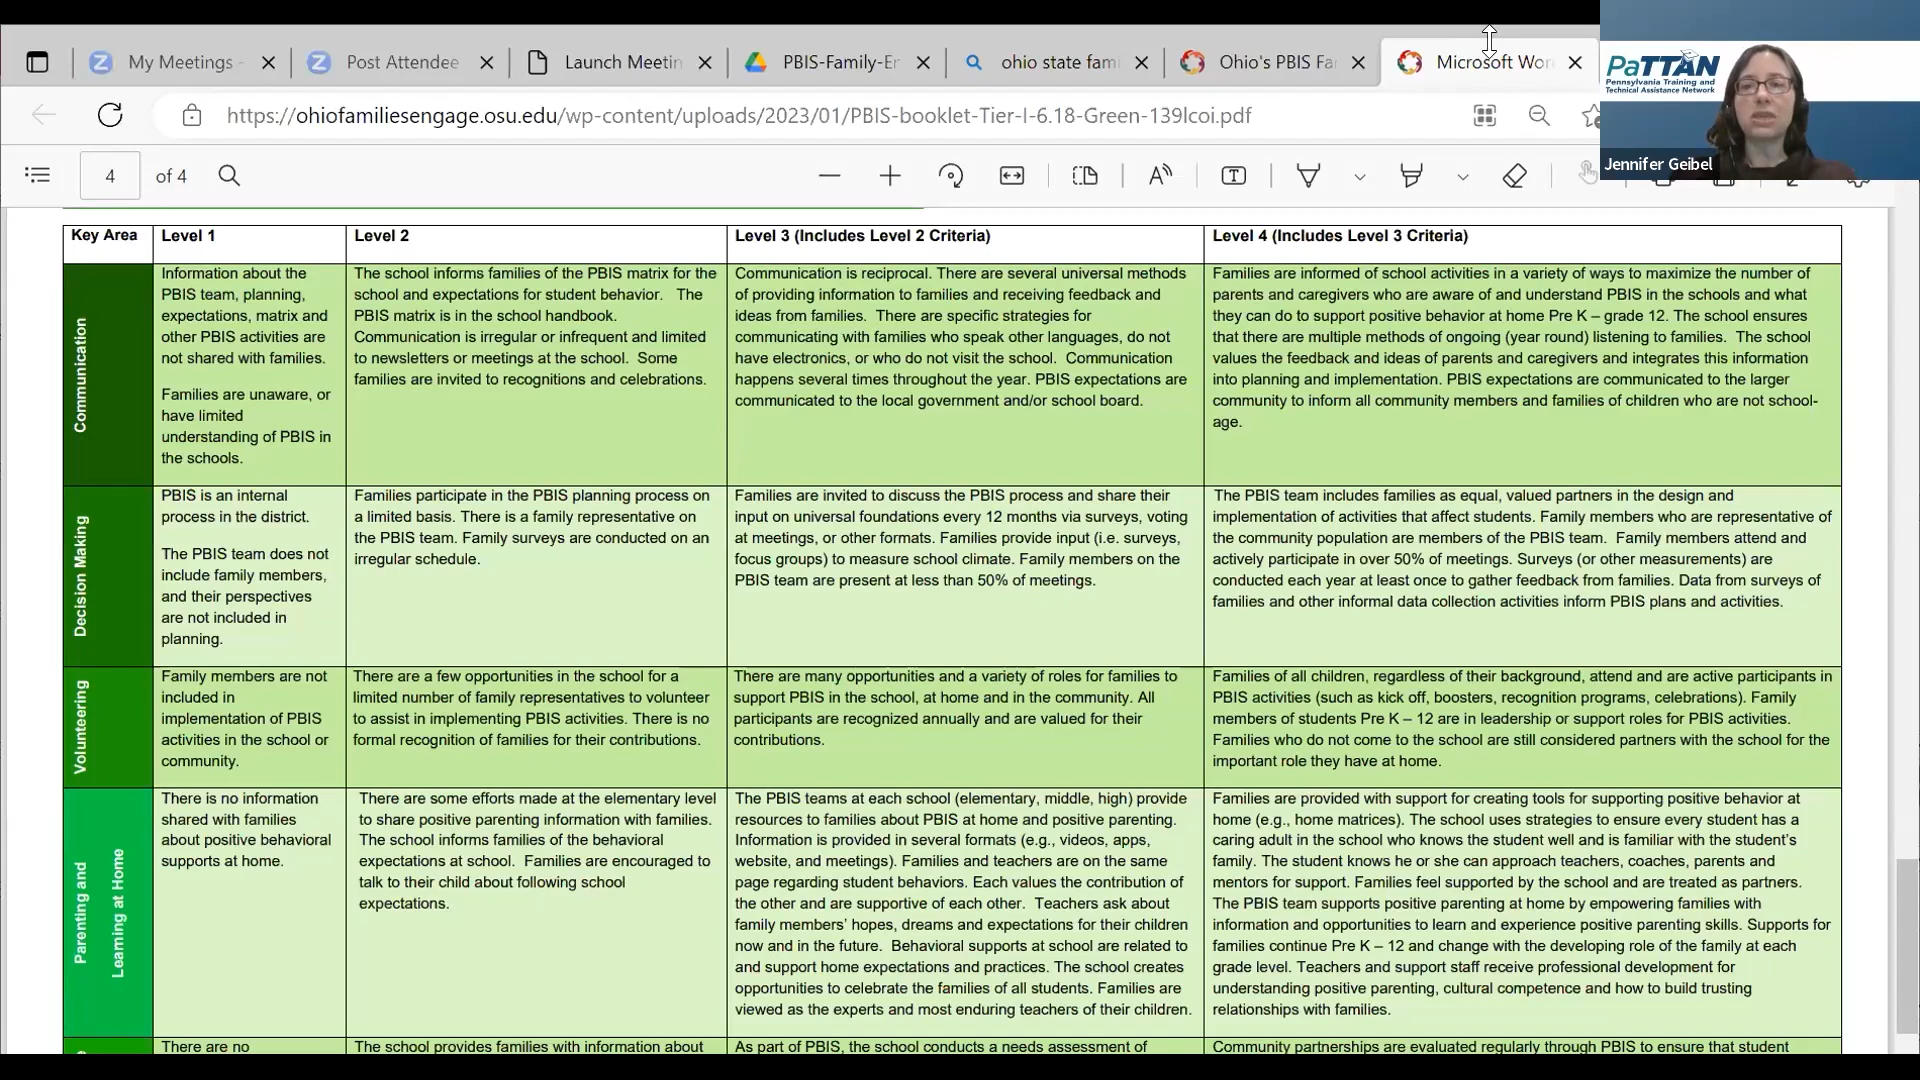 My Meetings -
Post Attendee
Launch Meetin
PBIS-Family-En
ohio state fam
Ohio's PBIS Fa
Microsoft Wor
PaTTAN
Pennsylvania Training and
Technical Assistance Network
https://ohiofamiliesengage.osu.edu/wp-content/uploads/2023/01/PBIS-booklet-Tier-I-6.18-Green-139lcoi.pdf
Jennifer Geibel
4 of 4
Key Area
Level 1
Level 2
Level 3 (Includes Level 2 Criteria)
Level 4 (Includes Level 3 Criteria)
Communication
Information about the
PBIS team, planning,
expectations, matrix and
other PBIS activities are
not shared with families.
Families are unaware, or
have limited
understanding of PBIS in
the schools.
The school informs families of the PBIS matrix for the
school and expectations for student behavior. The
PBIS matrix is in the school handbook.
Communication is irregular or infrequent and limited
to newsletters or meetings at the school. Some
families are invited to recognitions and celebrations.
Communication is reciprocal. There are several universal methods
of providing information to families and receiving feedback and
ideas from families. There are specific strategies for
communicating with families who speak other languages, do not
have electronics, or who do not visit the school. Communication
happens several times throughout the year. PBIS expectations are
communicated to the local government and/or school board.
Families are informed of school activities in a variety of ways to maximize the number of
parents and caregivers who are aware of and understand PBIS in the schools and what
they can do to support positive behavior at home Pre K – grade 12. The school ensures
that there are multiple methods of ongoing (year round) listening to families. The school
values the feedback and ideas of parents and caregivers and integrates this information
into planning and implementation. PBIS expectations are communicated to the larger
community to inform all community members and families of children who are not school-
age.
Decision Making
PBIS is an internal
process in the district.
The PBIS team does not
include family members,
and their perspectives
are not included in
planning.
Families participate in the PBIS planning process on
a limited basis. There is a family representative on
the PBIS team. Family surveys are conducted on an
irregular schedule.
Families are invited to discuss the PBIS process and share their
input on universal foundations every 12 months via surveys, voting
at meetings, or other formats. Families provide input (i.e. surveys,
focus groups) to measure school climate. Family members on the
PBIS team are present at less than 50% of meetings.
The PBIS team includes families as equal, valued partners in the design and
implementation of activities that affect students. Family members who are representative of
the community population are members of the PBIS team. Family members attend and
actively participate in over 50% of meetings. Surveys (or other measurements) are
conducted each year at least once to gather feedback from families. Data from surveys of
families and other informal data collection activities inform PBIS plans and activities.
Volunteering
Family members are not
included in
implementation of PBIS
activities in the school or
community.
There are a few opportunities in the school for a
limited number of family representatives to volunteer
to assist in implementing PBIS activities. There is no
formal recognition of families for their contributions.
There are many opportunities and a variety of roles for families to
support PBIS in the school, at home and in the community. All
participants are recognized annually and are valued for their
contributions.
Families of all children, regardless of their background, attend and are active participants in
PBIS activities (such as kick off, boosters, recognition programs, celebrations). Family
members of students Pre K – 12 are in leadership or support roles for PBIS activities.
Families who do not come to the school are still considered partners with the school for the
important role they have at home.
Parenting and
Learning at Home
There is no information
shared with families
about positive behavioral
supports at home.
There are some efforts made at the elementary level
to share positive parenting information with families.
The school informs families of the behavioral
expectations at school. Families are encouraged to
talk to their child about following school
expectations.
The PBIS teams at each school (elementary, middle, high) provide
resources to families about PBIS at home and positive parenting.
Information is provided in several formats (e.g., videos, apps,
website, and meetings). Families and teachers are on the same
page regarding student behaviors. Each values the contribution of
the other and are supportive of each other. Teachers ask about
family members' hopes, dreams and expectations for their children
now and in the future. Behavioral supports at school are related to
and support home expectations and practices. The school creates
opportunities to celebrate the families of all students. Families are
viewed as the experts and most enduring teachers of their children.
Families are provided with support for creating tools for supporting positive behavior at
home (e.g., home matrices). The school uses strategies to ensure every student has a
caring adult in the school who knows the student well and is familiar with the student's
family. The student knows he or she can approach teachers, coaches, parents and
mentors for support. Families feel supported by the school and are treated as partners.
The PBIS team supports positive parenting at home by empowering families with
information and opportunities to learn and experience positive parenting skills. Supports for
families continue Pre K – 12 and change with the developing role of the family at each
grade level. Teachers and support staff receive professional development for
understanding positive parenting, cultural competence and how to build trusting
relationships with families.
There are no
The school provides families with information about
As part of PBIS, the school conducts a needs assessment of
Community partnerships are evaluated regularly through PBIS to ensure that student